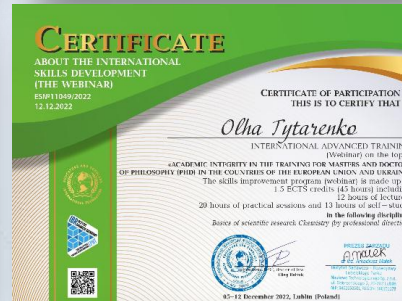 CERTIFICATE
ABOUT THE INTERNATIONAL
SKILLS DEVELOPMENT
(THE WEBINAR)
ESN°11049/2022
12.12.2022
CERTIFICATE OF PARTICIPATION
THIS IS TO CERTIFY THAT
Olha Tytarenko
INTERNATIONAL ADVANCED TRAININ
(Webinar) on the top
«ACADEMIC INTEGRITY IN THE TRAINING FOR MASTERS AND DOCTO
OF PHILOSOPHY (PHD) IN THE COUNTRIES OF THE EUROPEAN UNION AND UKRAIN
The skills improvement program (webinar) is made up
1.5 ECTS credits (45 hours) includin
12 hours of lecture
20 hours of practical sessions and 13 hours of self–stud
in the following disciplin
Basics of scientific research Chemistry (by professional directio
PREZES ZARZĄDU
05–12 December 2022, Lublin (Poland)